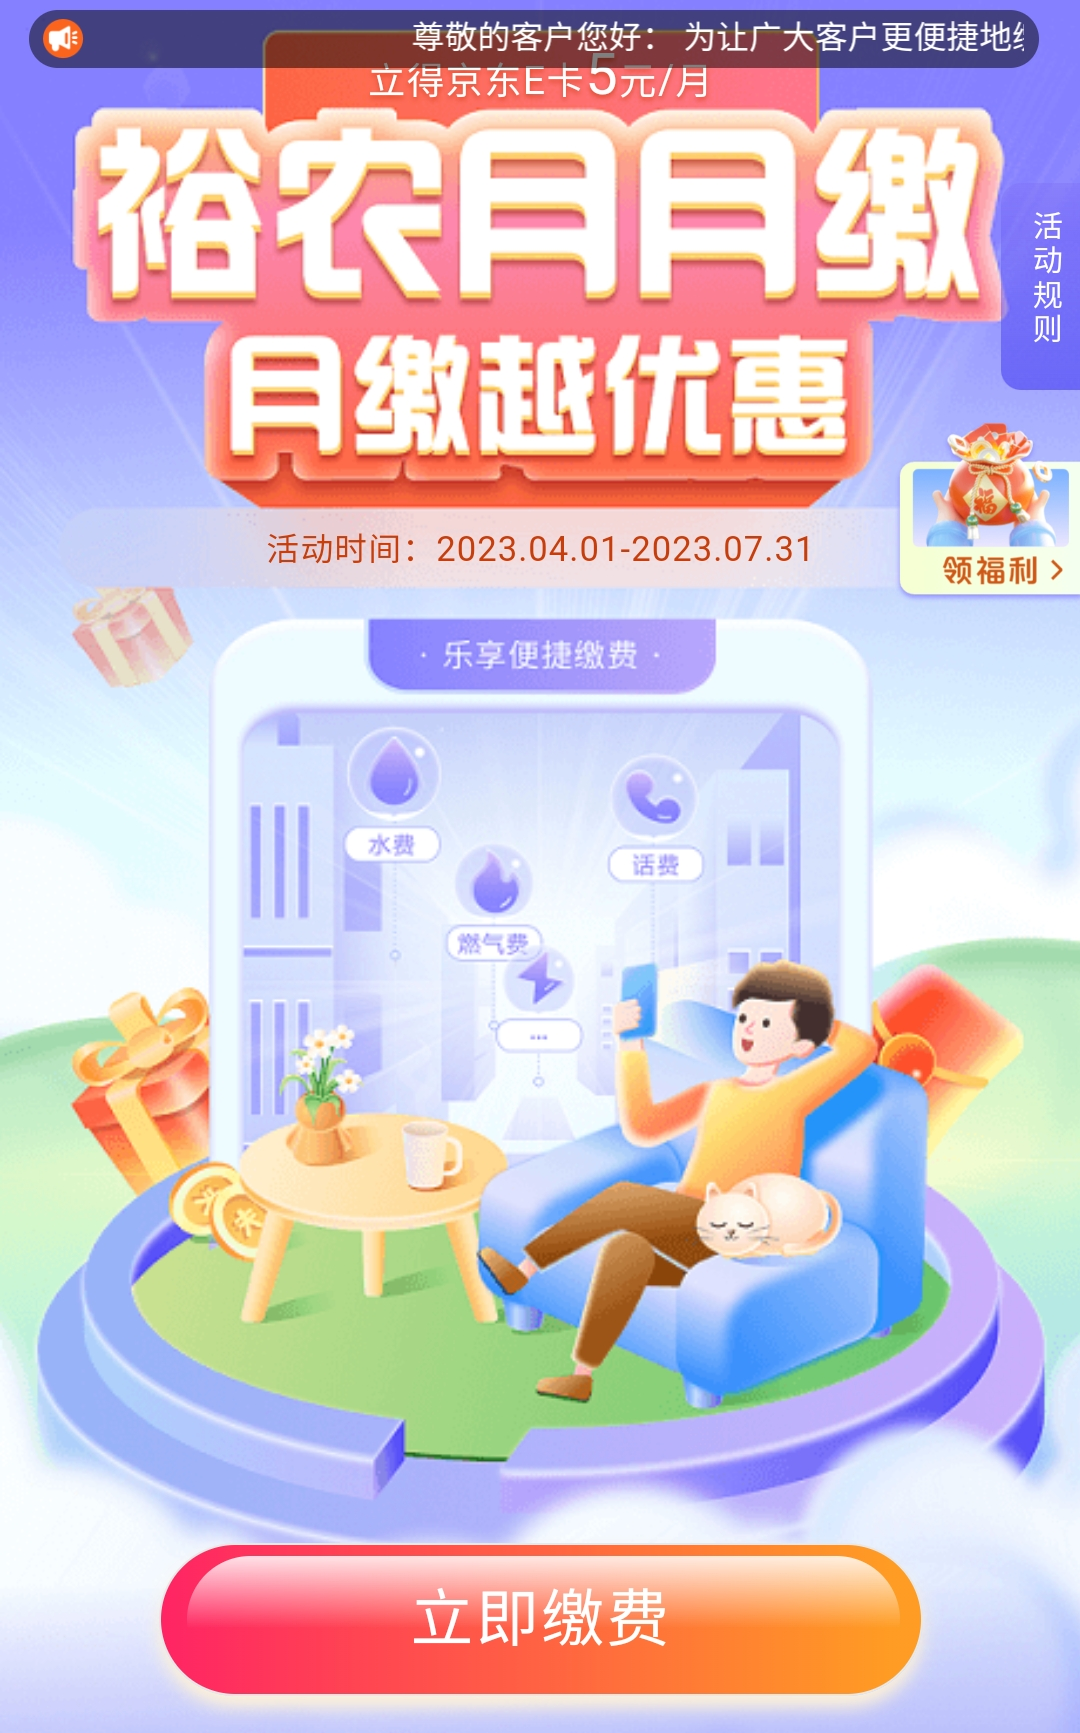 尊敬的客户您好： 为让广大客户更便捷地
立得京东E卡5元/月
裕农月月缴
月缴越优惠
活动规则
活动时间：2023.04.01-2023.07.31
福
领福利
· 乐享便捷缴费 ·
水费
话费
燃气费
...
立即缴费